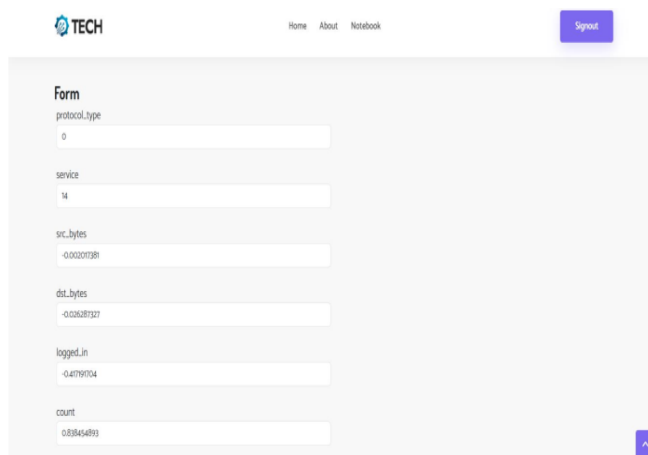 TECH
Home About Notebook
Signout
Form
protocol_type
0
service
14
src_bytes
-0.002017381
dst_bytes
-0.026287327
logged_in
-0.417191704
count
0.838454893